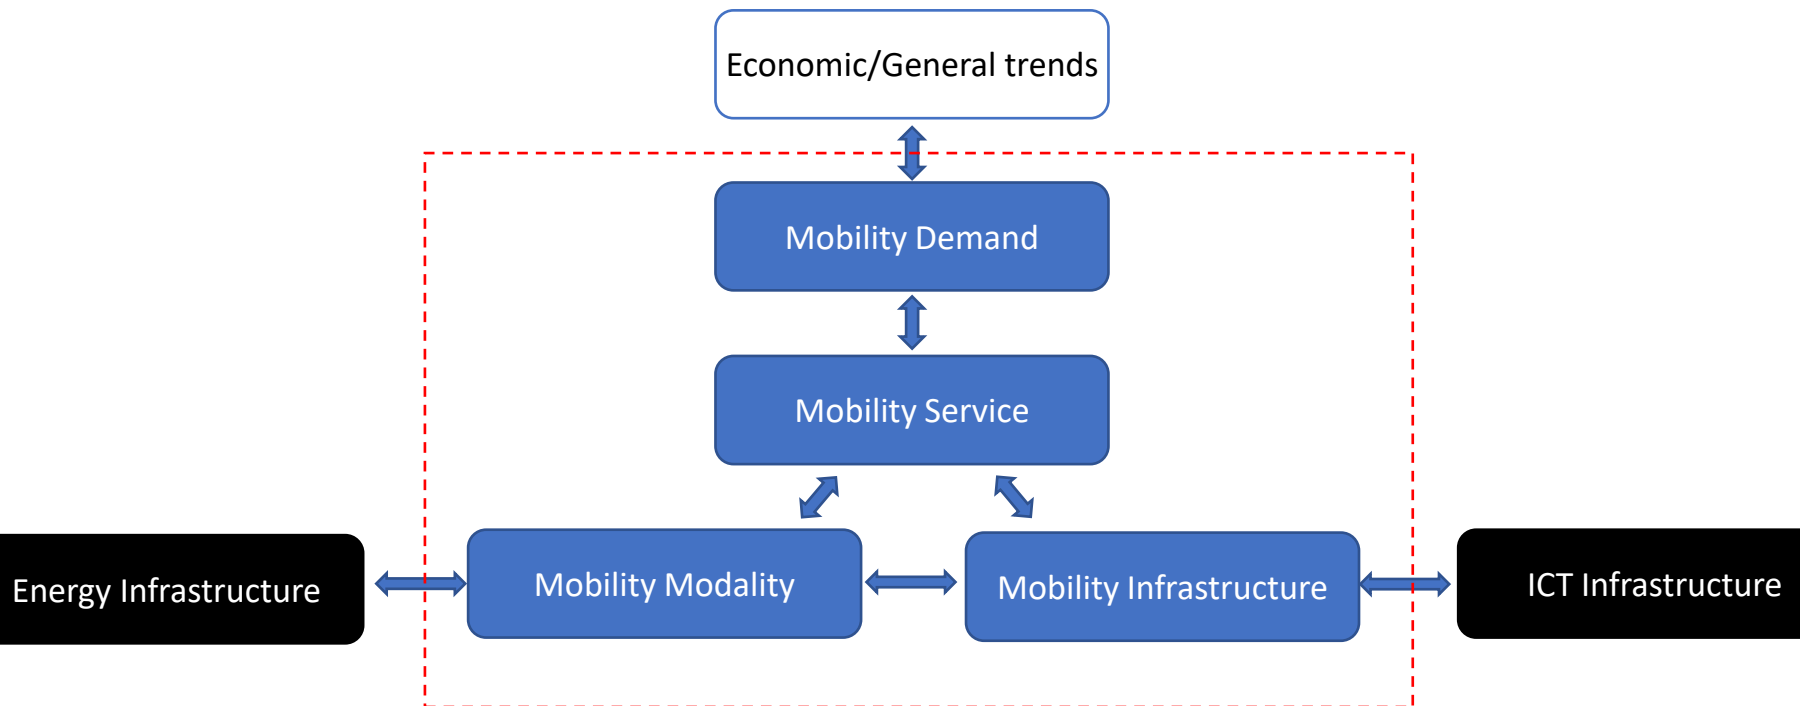 Economic/General trends
Mobility Demand
Mobility Service
Energy Infrastructure
Mobility Modality
Mobility Infrastructure
ICT Infrastructure